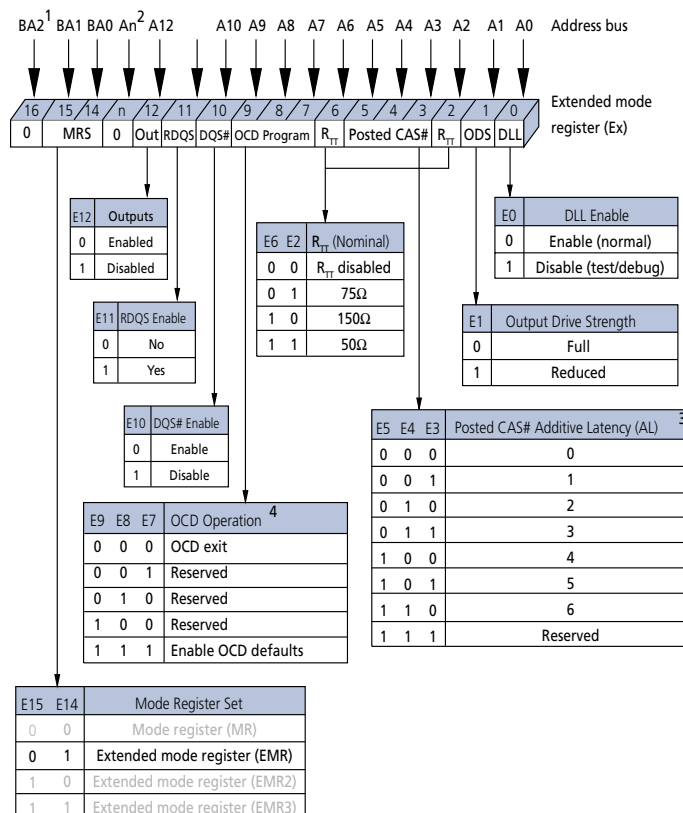 BA2¹ BA1 BA0 An² A12 A10 A9 A8 A7 A6 A5 A4 A3 A2 A1 A0 Address bus
16 15 14 n 12 11 10 9 8 7 6 5 4 3 2 1 0 Extended mode
register (Ex)
0 MRS 0 Out RDQS DQS# OCD Program R_TT Posted CAS# R_TT ODS DLL
E12 Outputs
0 Enabled
1 Disabled
E11 RDQS Enable
0 No
1 Yes
E10 DQS# Enable
0 Enable
1 Disable
E9 E8 E7 OCD Operation 4
0 0 0 OCD exit
0 0 1 Reserved
0 1 0 Reserved
1 0 0 Reserved
1 1 1 Enable OCD defaults
E15 E14 Mode Register Set
0 0 Mode register (MR)
0 1 Extended mode register (EMR)
1 0 Extended mode register (EMR2)
1 1 Extended mode register (EMR3)
E6 E2 R_TT (Nominal)
0 0 R_TT disabled
0 1 75Ω
1 0 150Ω
1 1 50Ω
E0 DLL Enable
0 Enable (normal)
1 Disable (test/debug)
E1 Output Drive Strength
0 Full
1 Reduced
E5 E4 E3 Posted CAS# Additive Latency (AL) 3
0 0 0 0
0 0 1 1
0 1 0 2
0 1 1 3
1 0 0 4
1 0 1 5
1 1 0 6
1 1 1 Reserved